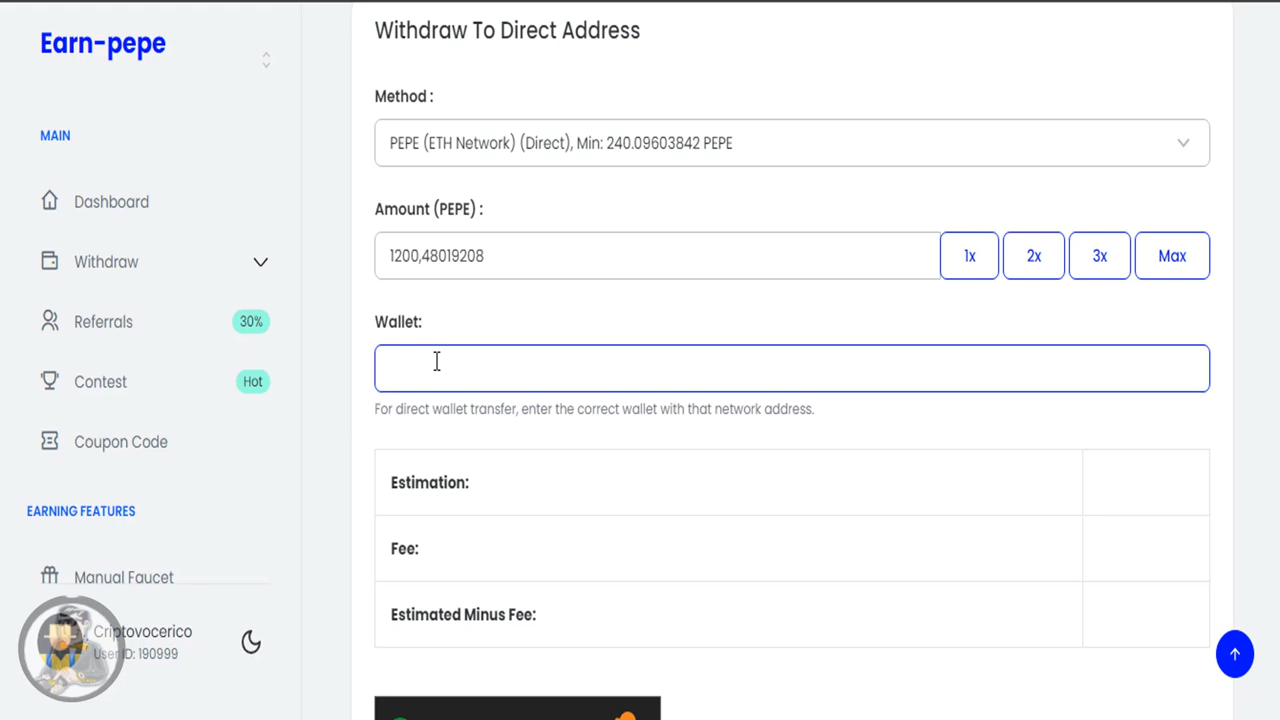 Earn-pepe
MAIN
Dashboard
Withdraw
Referrals 30%
Contest Hot
Coupon Code
EARNING FEATURES
Manual Faucet
Criptovocerico
User ID: 190999
Withdraw To Direct Address
Method :
PEPE (ETH Network) (Direct), Min: 240.09603842 PEPE
Amount (PEPE) :
1200,48019208 1x 2x 3x Max
Wallet:
For direct wallet transfer, enter the correct wallet with that network address.
Estimation:
Fee:
Estimated Minus Fee: